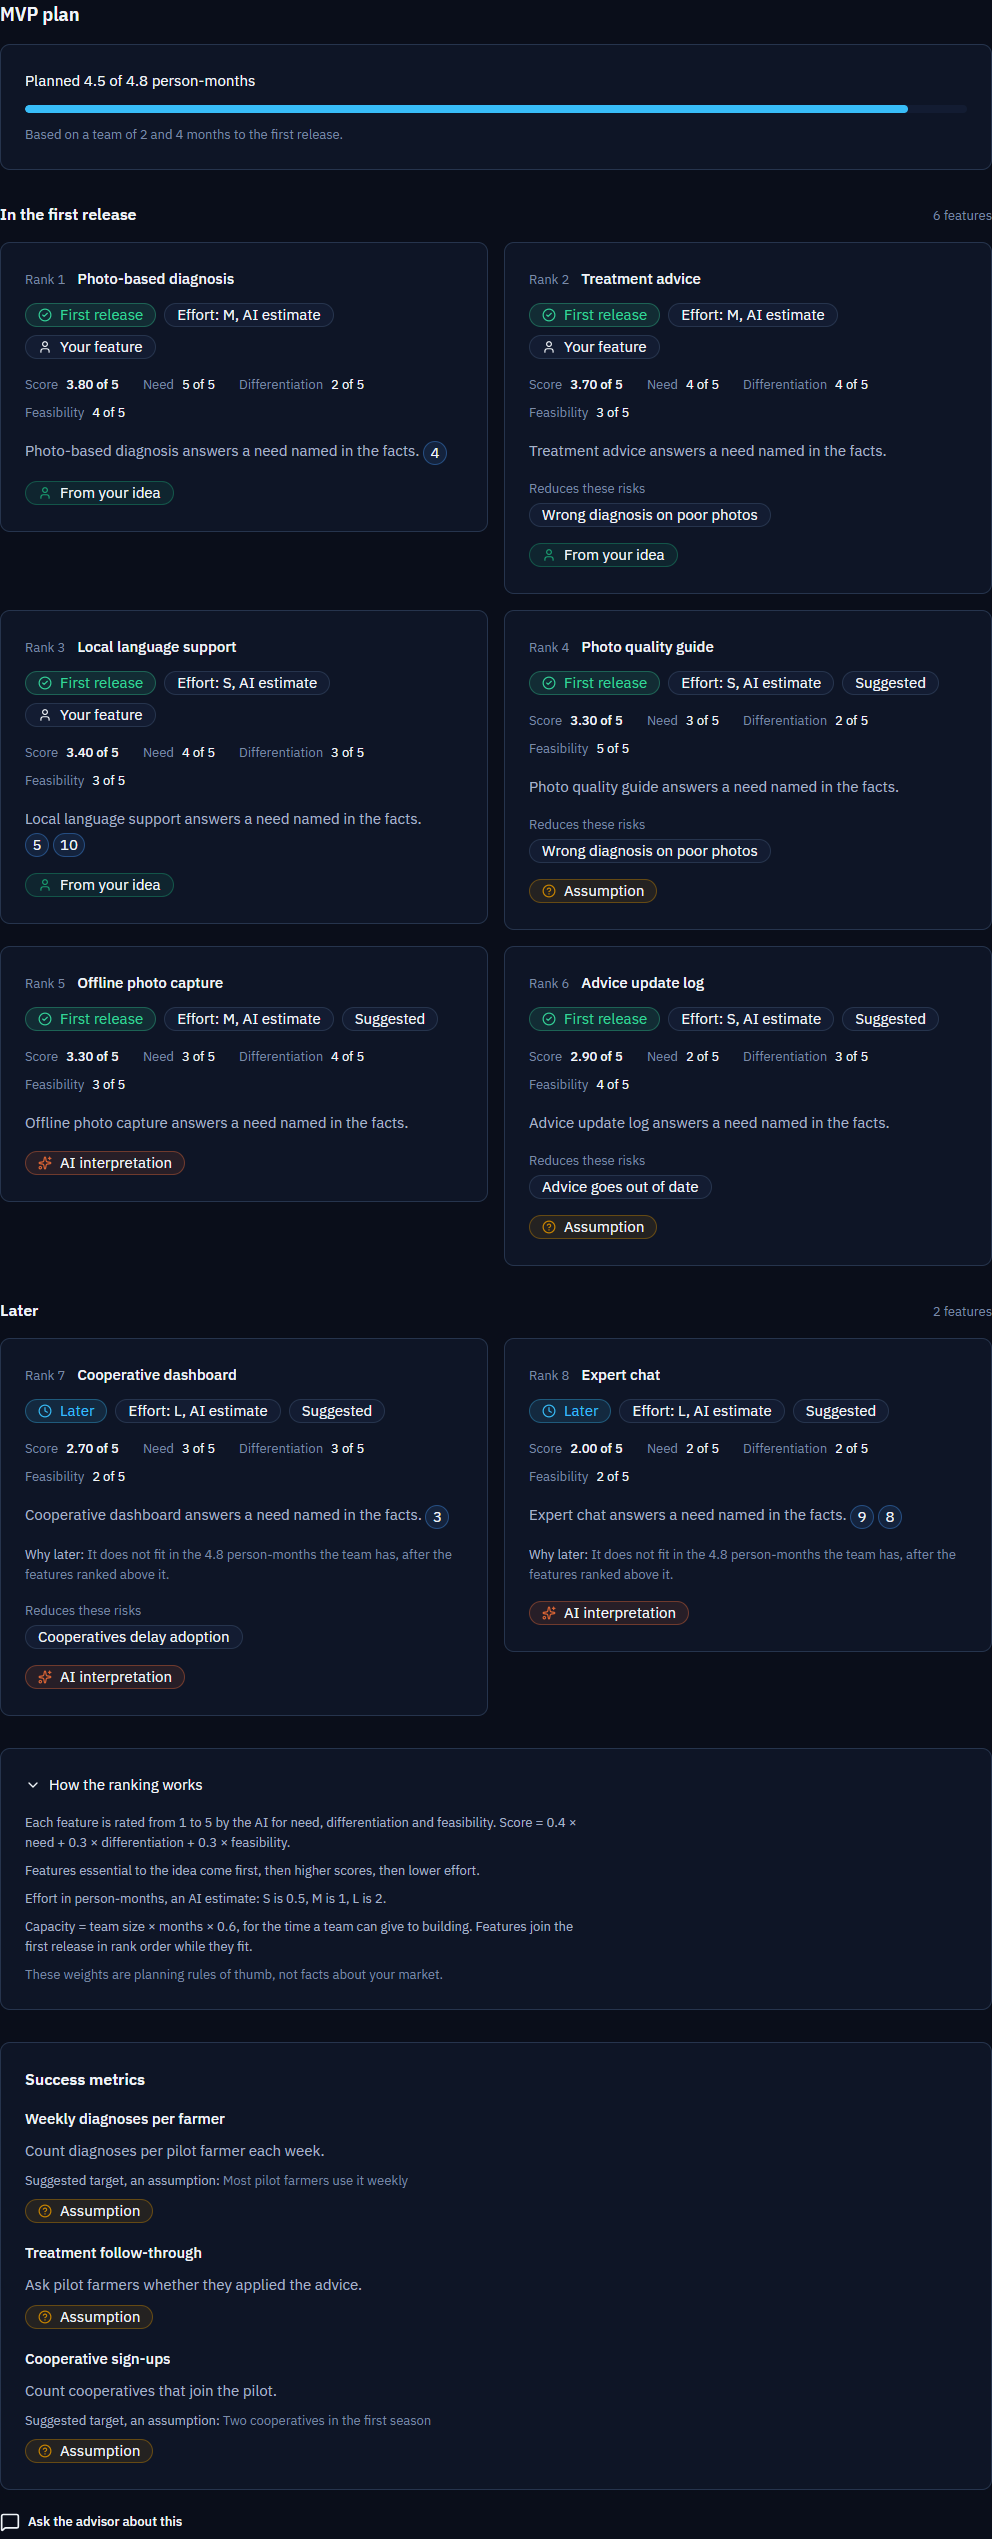 MVP plan
Planned 4.5 of 4.8 person-months
Based on a team of 2 and 4 months to the first release.
In the first release
6 features
Rank 1 Photo-based diagnosis
First release
Effort: M, AI estimate
Your feature
Score 3.80 of 5 Need 5 of 5 Differentiation 2 of 5
Feasibility 4 of 5
Photo-based diagnosis answers a need named in the facts. 4
From your idea
Rank 2 Treatment advice
First release
Effort: M, AI estimate
Your feature
Score 3.70 of 5 Need 4 of 5 Differentiation 4 of 5
Feasibility 3 of 5
Treatment advice answers a need named in the facts.
Reduces these risks
Wrong diagnosis on poor photos
From your idea
Rank 3 Local language support
First release
Effort: S, AI estimate
Your feature
Score 3.40 of 5 Need 4 of 5 Differentiation 3 of 5
Feasibility 3 of 5
Local language support answers a need named in the facts.
5 10
From your idea
Rank 4 Photo quality guide
First release
Effort: S, AI estimate
Suggested
Score 3.30 of 5 Need 3 of 5 Differentiation 2 of 5
Feasibility 5 of 5
Photo quality guide answers a need named in the facts.
Reduces these risks
Wrong diagnosis on poor photos
Assumption
Rank 5 Offline photo capture
First release
Effort: M, AI estimate
Suggested
Score 3.30 of 5 Need 3 of 5 Differentiation 4 of 5
Feasibility 3 of 5
Offline photo capture answers a need named in the facts.
AI interpretation
Rank 6 Advice update log
First release
Effort: S, AI estimate
Suggested
Score 2.90 of 5 Need 2 of 5 Differentiation 3 of 5
Feasibility 4 of 5
Advice update log answers a need named in the facts.
Reduces these risks
Advice goes out of date
Assumption
Later
2 features
Rank 7 Cooperative dashboard
Later
Effort: L, AI estimate
Suggested
Score 2.70 of 5 Need 3 of 5 Differentiation 3 of 5
Feasibility 2 of 5
Cooperative dashboard answers a need named in the facts. 3
Why later: It does not fit in the 4.8 person-months the team has, after the
features ranked above it.
Reduces these risks
Cooperatives delay adoption
AI interpretation
Rank 8 Expert chat
Later
Effort: L, AI estimate
Suggested
Score 2.00 of 5 Need 2 of 5 Differentiation 2 of 5
Feasibility 2 of 5
Expert chat answers a need named in the facts. 9 8
Why later: It does not fit in the 4.8 person-months the team has, after the
features ranked above it.
AI interpretation
How the ranking works
Each feature is rated from 1 to 5 by the AI for need, differentiation and feasibility. Score = 0.4 ×
need + 0.3 × differentiation + 0.3 × feasibility.
Features essential to the idea come first, then higher scores, then lower effort.
Effort in person-months, an AI estimate: S is 0.5, M is 1, L is 2.
Capacity = team size × months × 0.6, for the time a team can give to building. Features join the
first release in rank order while they fit.
These weights are planning rules of thumb, not facts about your market.
Success metrics
Weekly diagnoses per farmer
Count diagnoses per pilot farmer each week.
Suggested target, an assumption: Most pilot farmers use it weekly
Assumption
Treatment follow-through
Ask pilot farmers whether they applied the advice.
Assumption
Cooperative sign-ups
Count cooperatives that join the pilot.
Suggested target, an assumption: Two cooperatives in the first season
Assumption
Ask the advisor about this